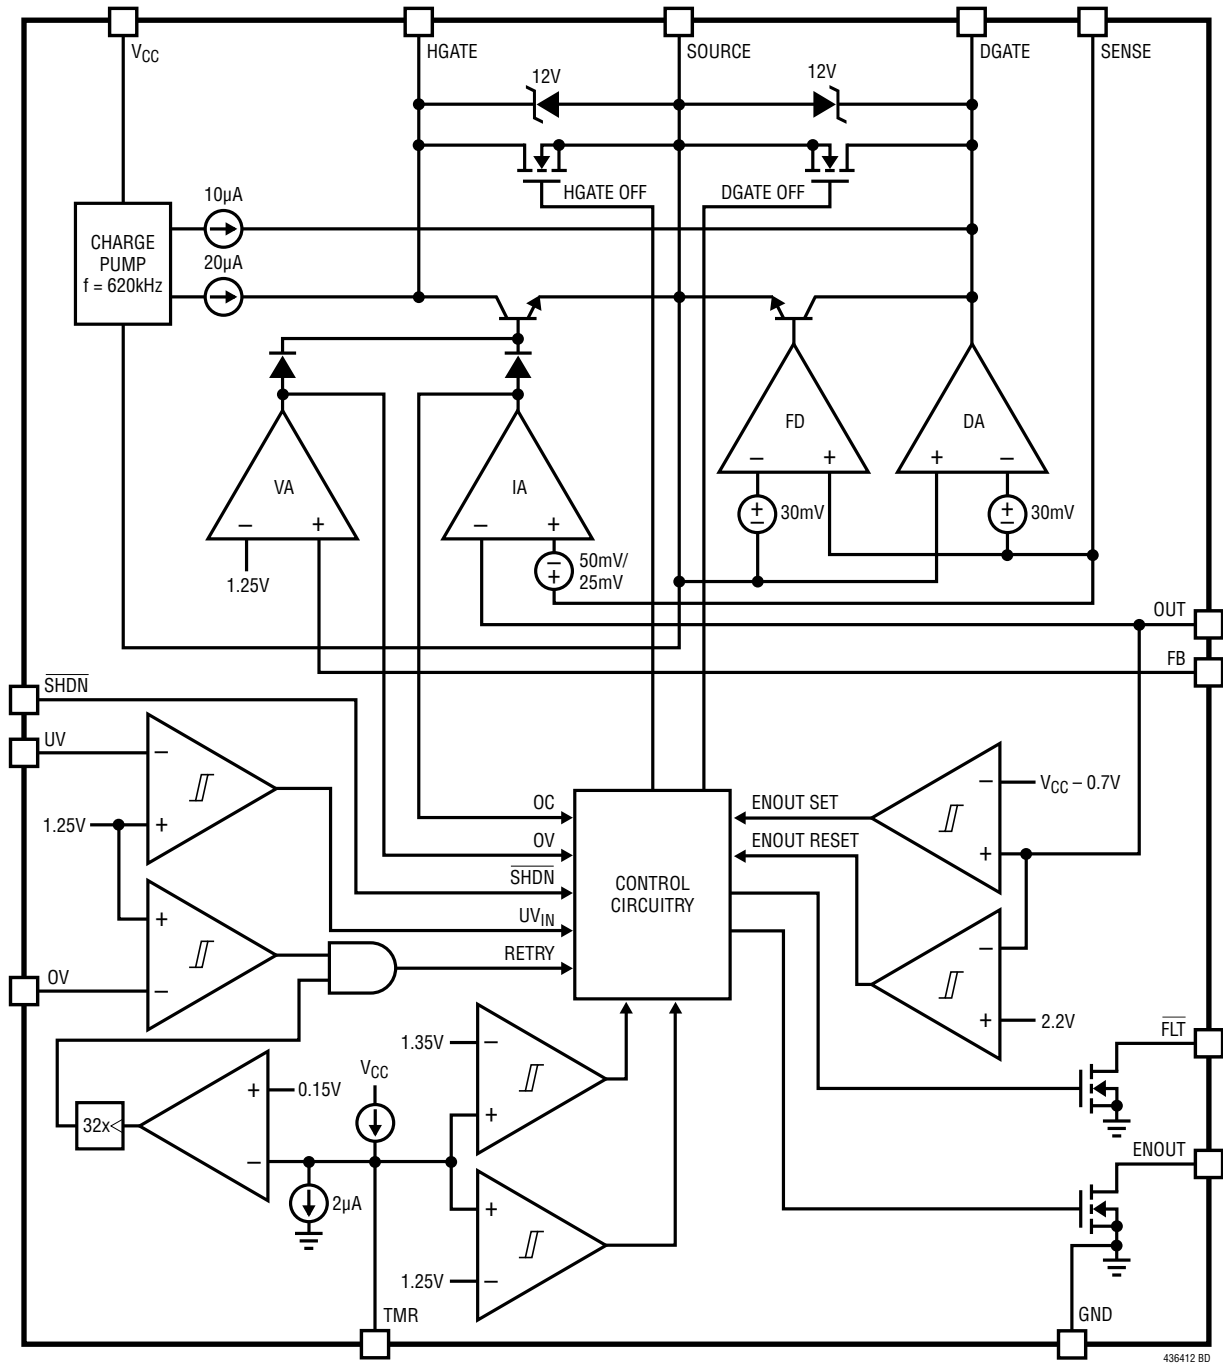 VCC
HGATE
SOURCE
DGATE
SENSE
12V
12V
HGATE OFF
DGATE OFF
10µA
20µA
CHARGE
PUMP
f = 620kHz
VA
IA
FD
DA
– +
– +
– +
+ –
+
–
30mV
+
–
30mV
–
+
50mV/
25mV
1.25V
OUT
FB
SHDN
UV
–
1.25V
+
+
–
OV
OC
OV
SHDN
UVIN
RETRY
CONTROL
CIRCUITRY
ENOUT SET
ENOUT RESET
–
VCC – 0.7V
+
–
+
2.2V
FLT
ENOUT
GND
32x
+
0.15V
–
VCC
2µA
1.35V
–
+
+
1.25V
–
TMR
436412 BD